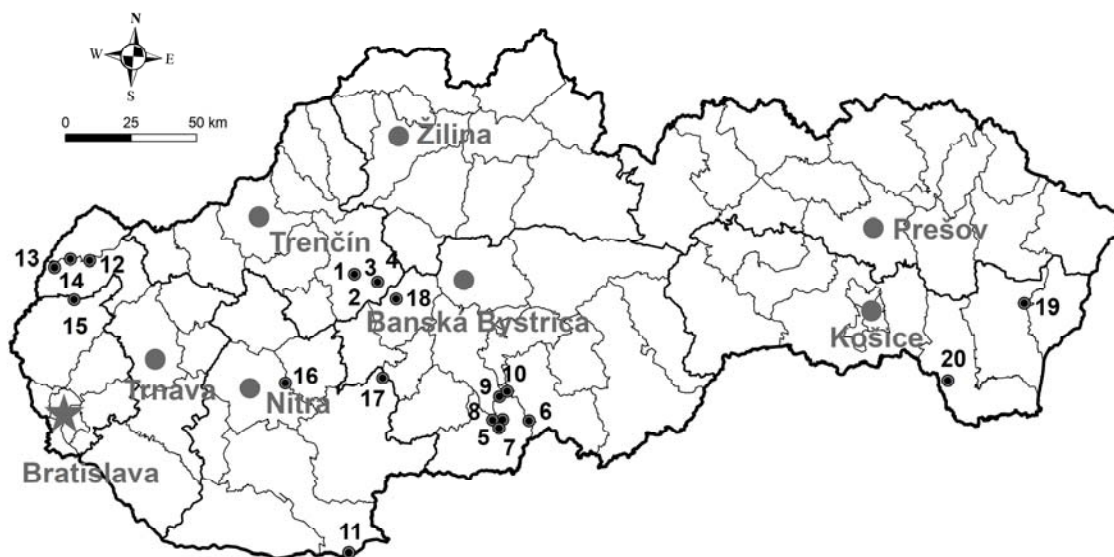 N
W E
S
0 25 50 km
Žilina
Trenčín
Prešov
13
12
14
15
1
3
4
2
18
Banská Bystrica
19
Košice
20
Trnava
Nitra
16
17
9
10
8
6
5
7
Bratislava
11